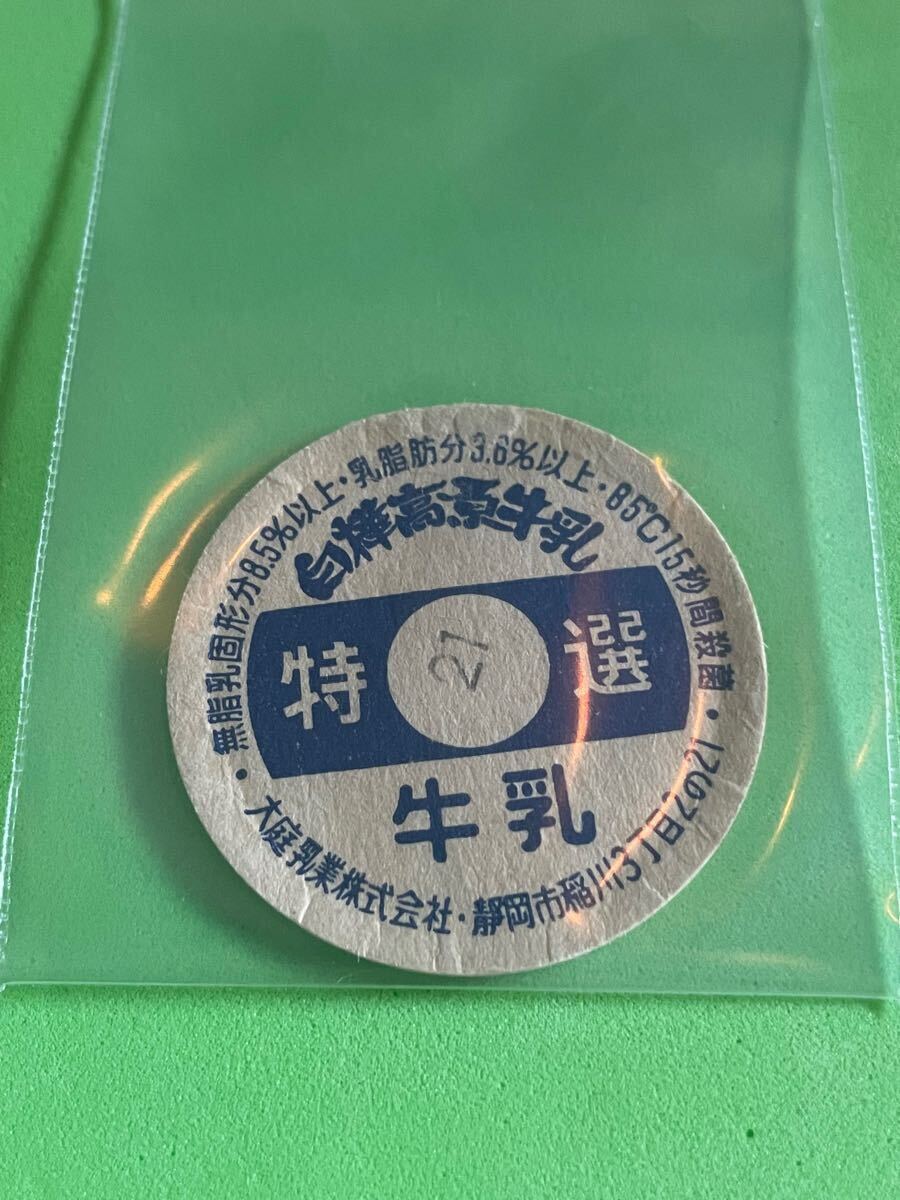 ・無脂乳固形分8.5%以上・乳脂肪分3.6%以上・85℃15秒間殺菌・
白樺高原牛乳
特 21 選
牛乳
大庭乳業株式会社・静岡市稲川3丁目2の21